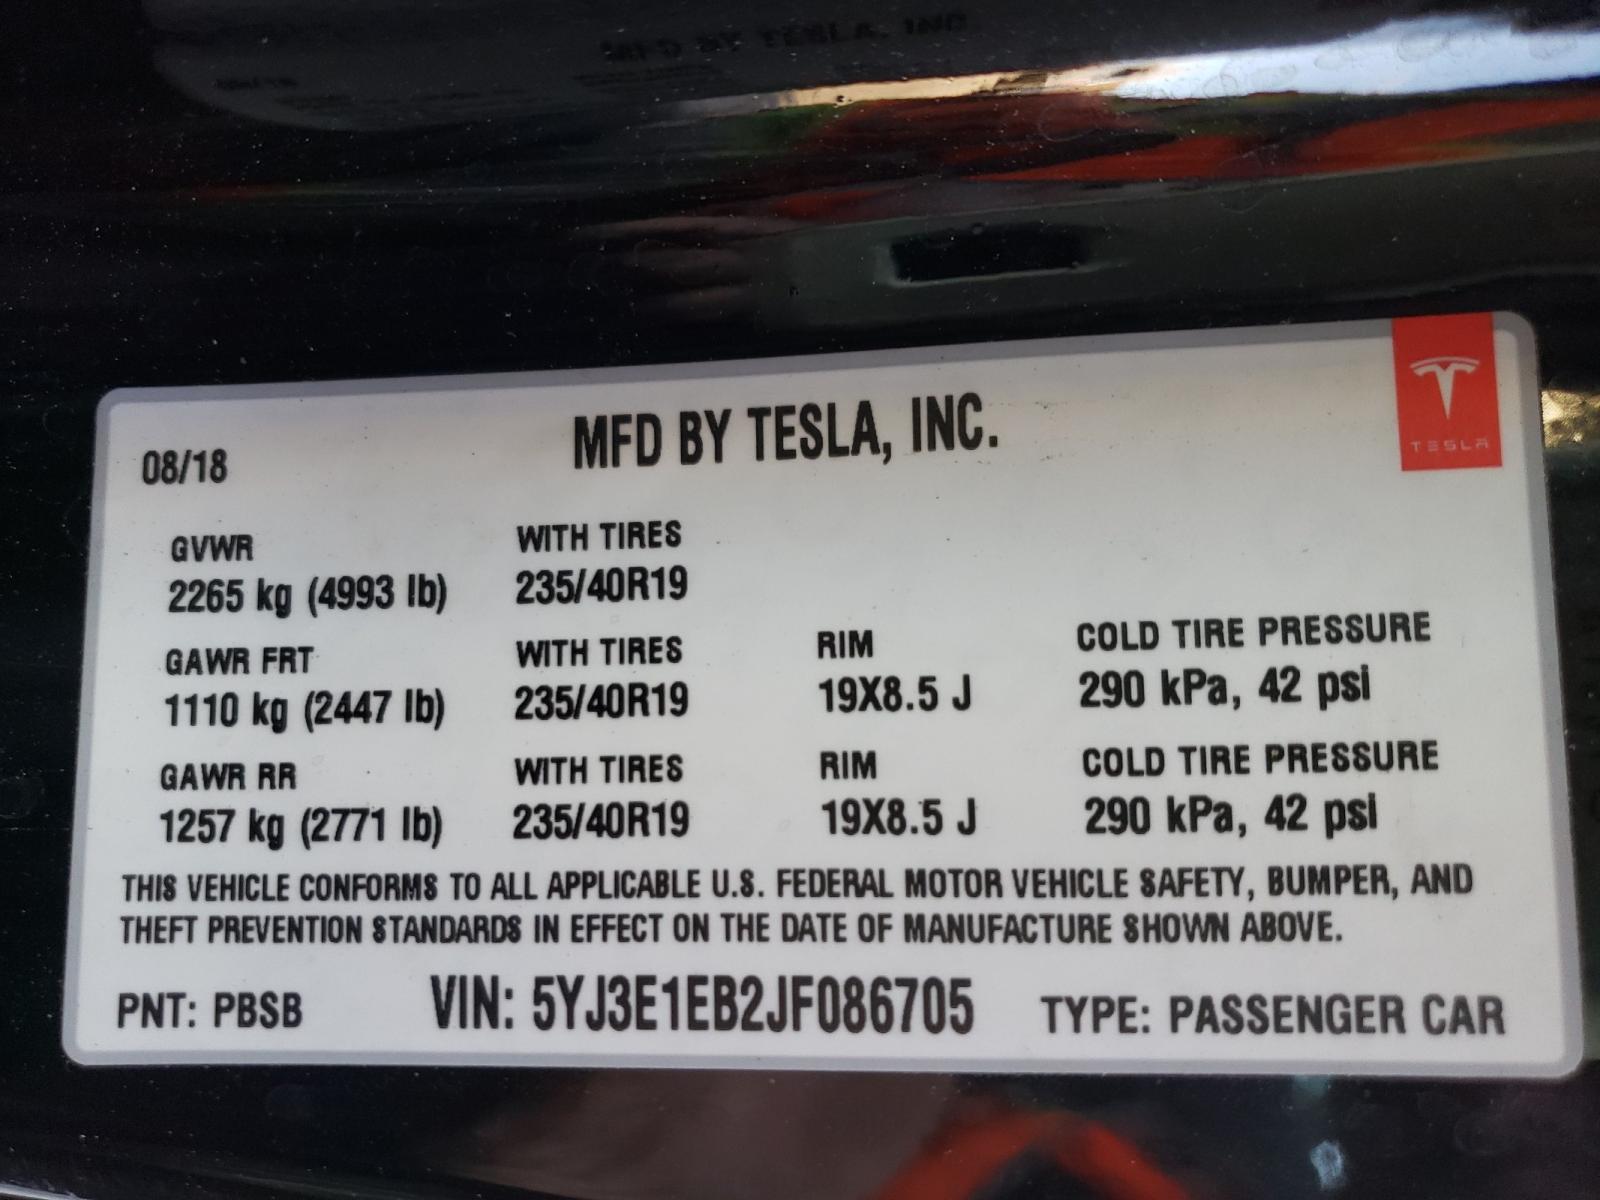 MFD BY TESLA, INC.
TESLA
08/18
GVWR WITH TIRES
2265 kg (4993 lb) 235/40R19
GAWR FRT WITH TIRES RIM COLD TIRE PRESSURE
1110 kg (2447 lb) 235/40R19 19X8.5 J 290 kPa, 42 psi
GAWR RR WITH TIRES RIM COLD TIRE PRESSURE
1257 kg (2771 lb) 235/40R19 19X8.5 J 290 kPa, 42 psi
THIS VEHICLE CONFORMS TO ALL APPLICABLE U.S. FEDERAL MOTOR VEHICLE SAFETY, BUMPER, AND
THEFT PREVENTION STANDARDS IN EFFECT ON THE DATE OF MANUFACTURE SHOWN ABOVE.
PNT: PBSB VIN: 5YJ3E1EB2JF086705 TYPE: PASSENGER CAR